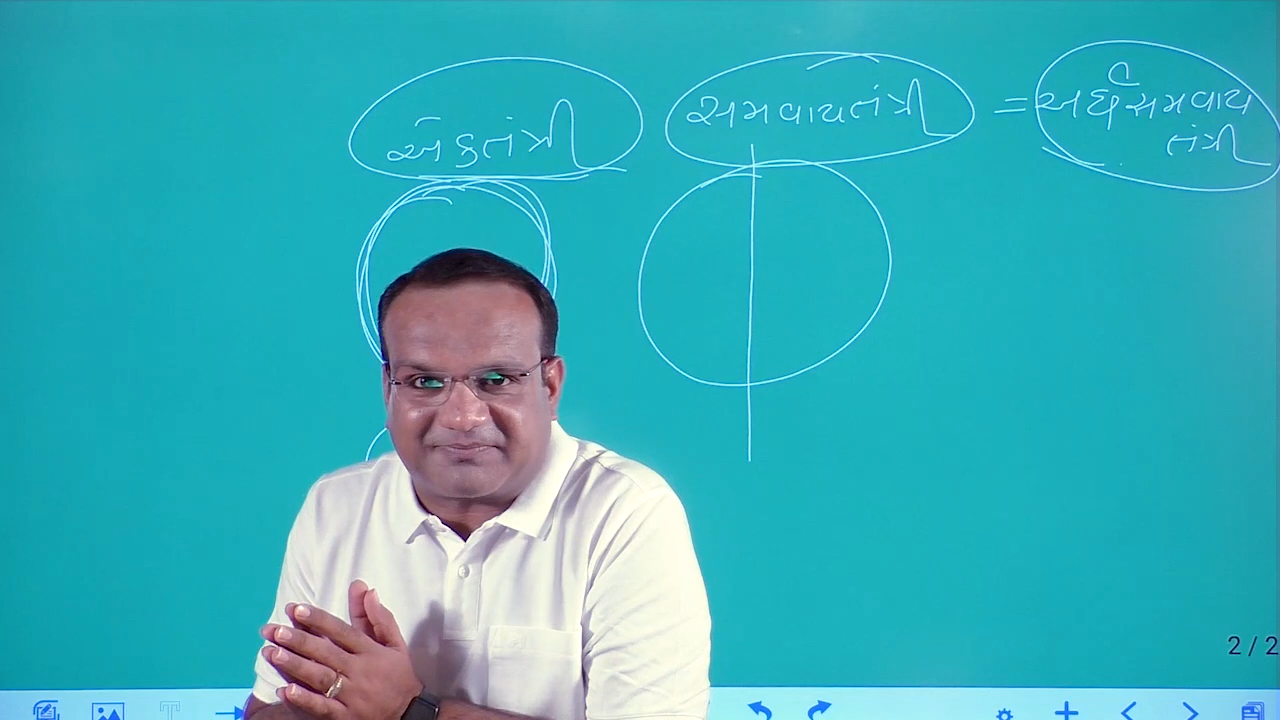 એકતંત્રી
સમવાયતંત્રી
= અર્ધસમવાય
તંત્રી
2 / 2